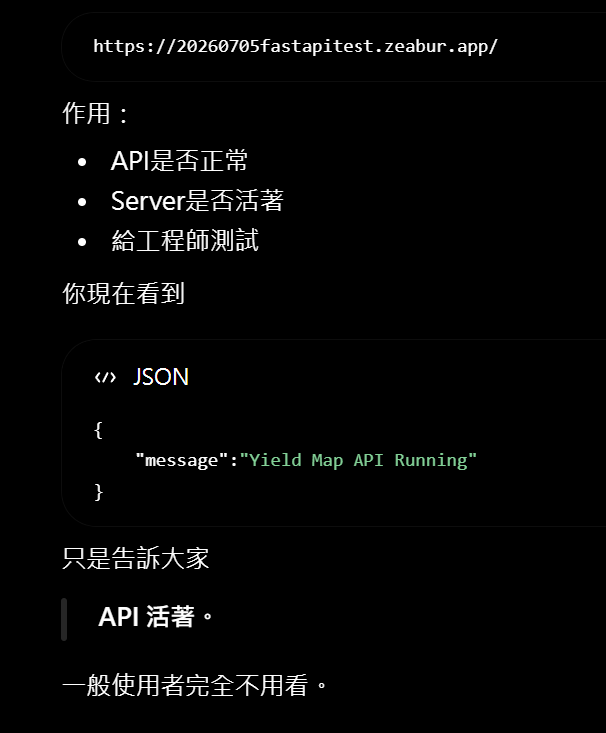 https://20260705fastapitest.zeabur.app/
作用：
• API是否正常
• Server是否活著
• 給工程師測試
你現在看到
</> JSON
{
"message":"Yield Map API Running"
}
只是告訴大家
API 活著。
一般使用者完全不用看。